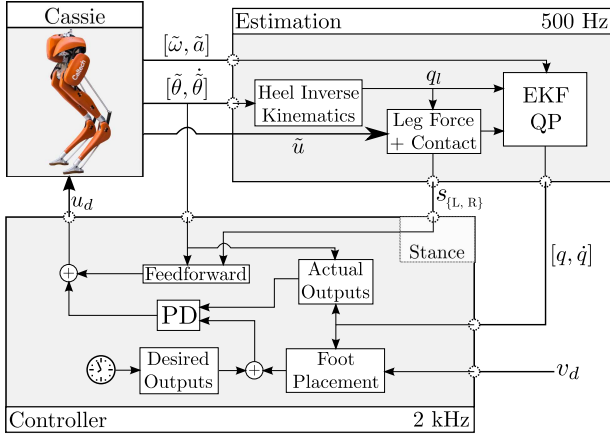 Cassie
Estimation 500 Hz
[ω̃, ã]
[θ̃, θ̃̇]
ũ
Caltech
Heel Inverse
Kinematics
q_l
Leg Force
+ Contact
EKF
QP
u_d
s_{L, R}
[q, q̇]
Stance
Feedforward
Actual
Outputs
+
PD
Desired
Outputs
+
Foot
Placement
v_d
Controller 2 kHz